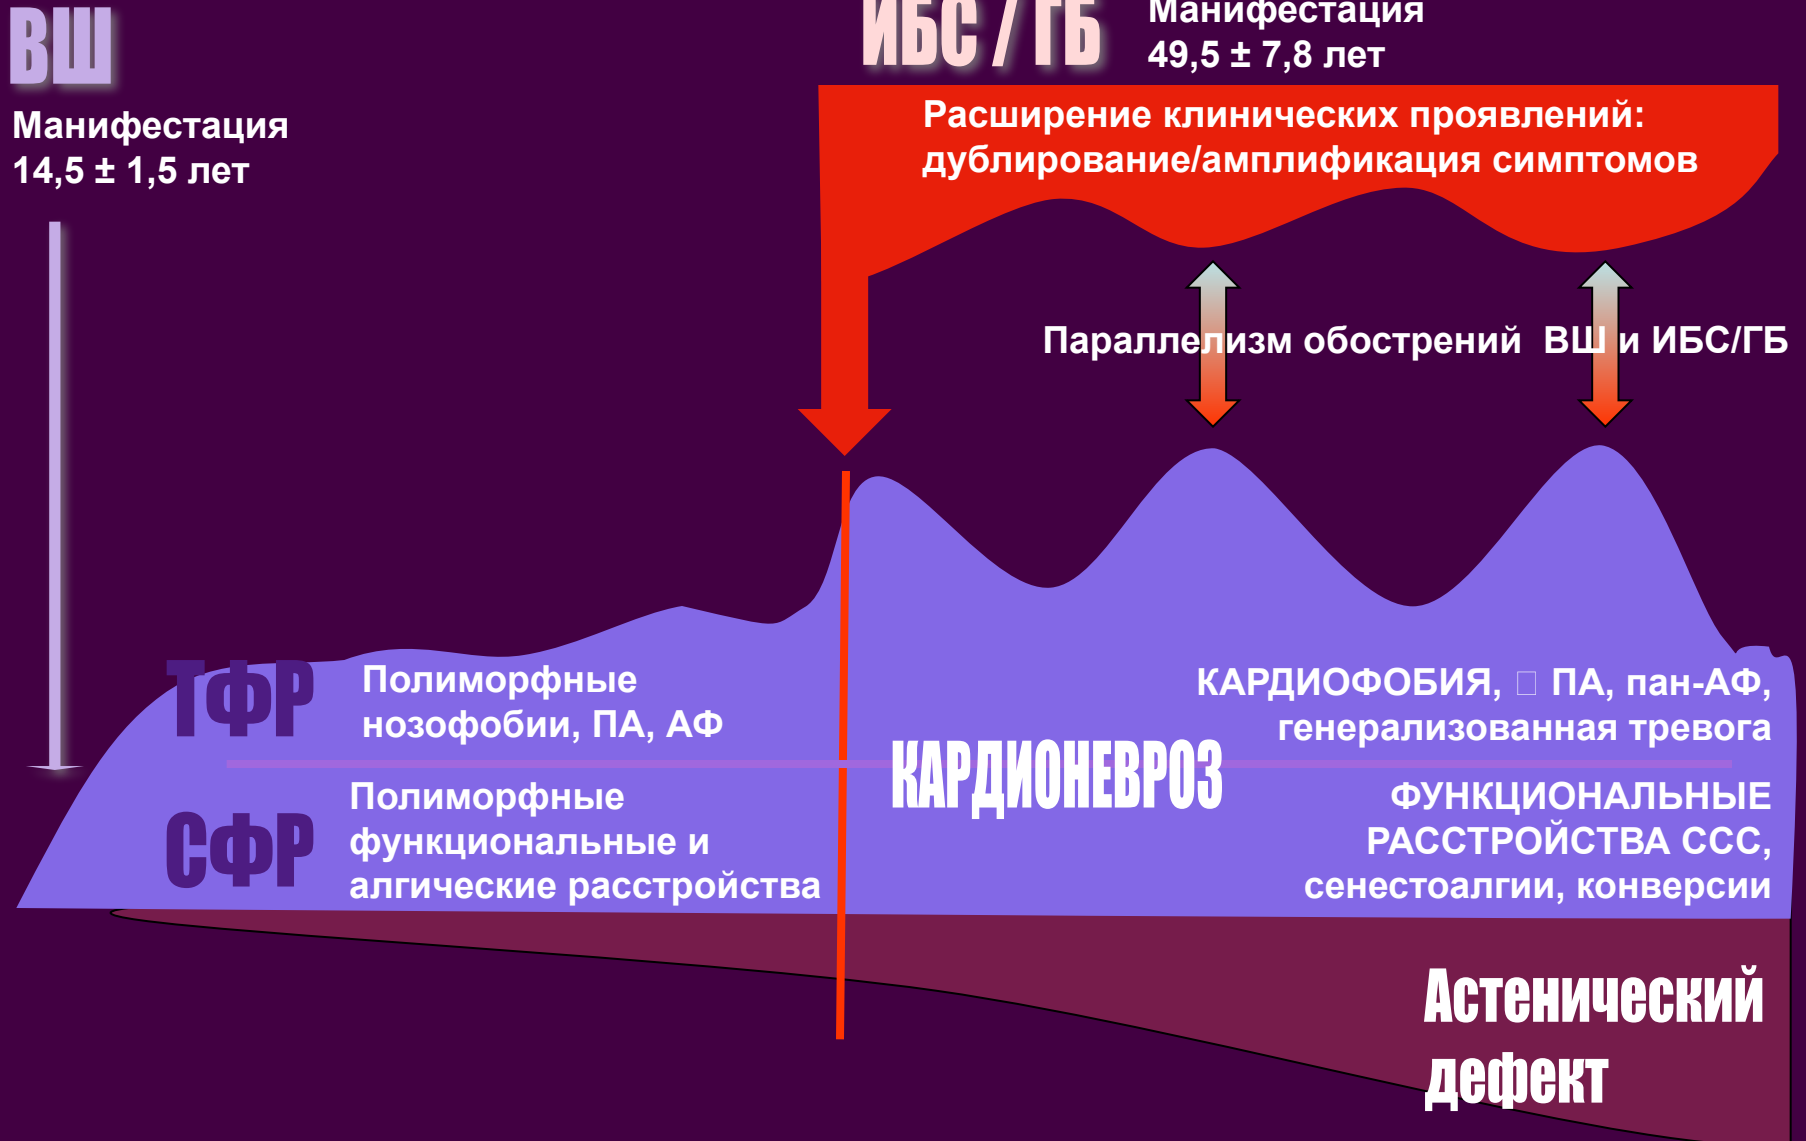 ВШ
Манифестация
14,5 ± 1,5 лет
ИБС / ГБ
Манифестация
49,5 ± 7,8 лет
Расширение клинических проявлений:
дублирование/амплификация симптомов
Параллелизм обострений ВШ и ИБС/ГБ
ТФР
Полиморфные
нозофобии, ПА, АФ
КАРДИОФОБИЯ, □ ПА, пан-АФ,
генерализованная тревога
КАРДИОНЕВРОЗ
СФР
Полиморфные
функциональные и
алгические расстройства
ФУНКЦИОНАЛЬНЫЕ
РАССТРОЙСТВА ССС,
сенестоалгии, конверсии
Астенический
дефект